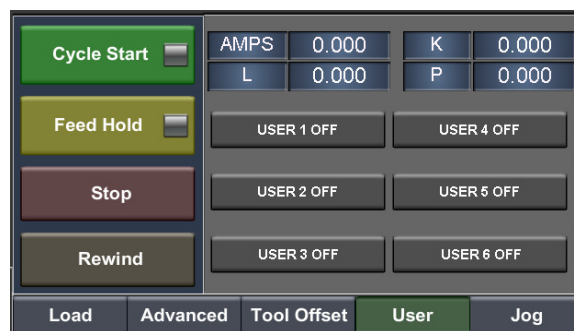 Cycle Start
Feed Hold
Stop
Rewind
AMPS 0.000 K 0.000
L 0.000 P 0.000
USER 1 OFF USER 4 OFF
USER 2 OFF USER 5 OFF
USER 3 OFF USER 6 OFF
Load Advanced Tool Offset User Jog